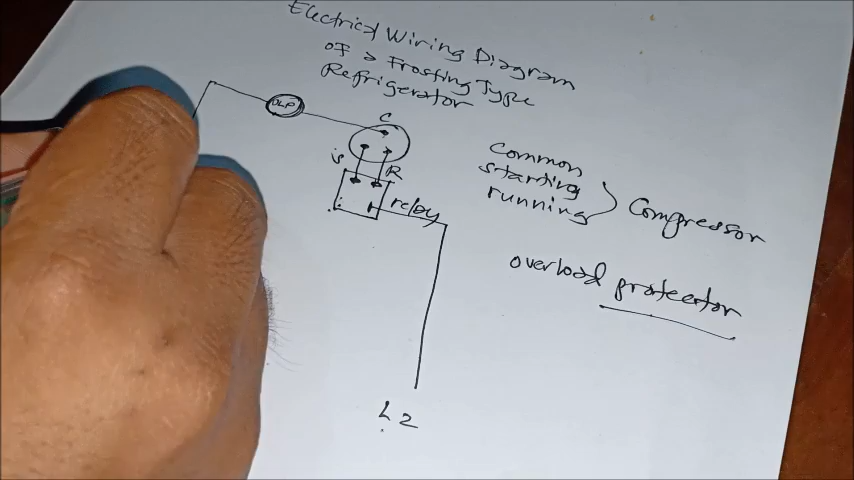 Electrical Wiring Diagram
of a Frosting Type
Refrigerator
OLP
C
S
R
relay
Common
starting
running
Compressor
overload protector
L2